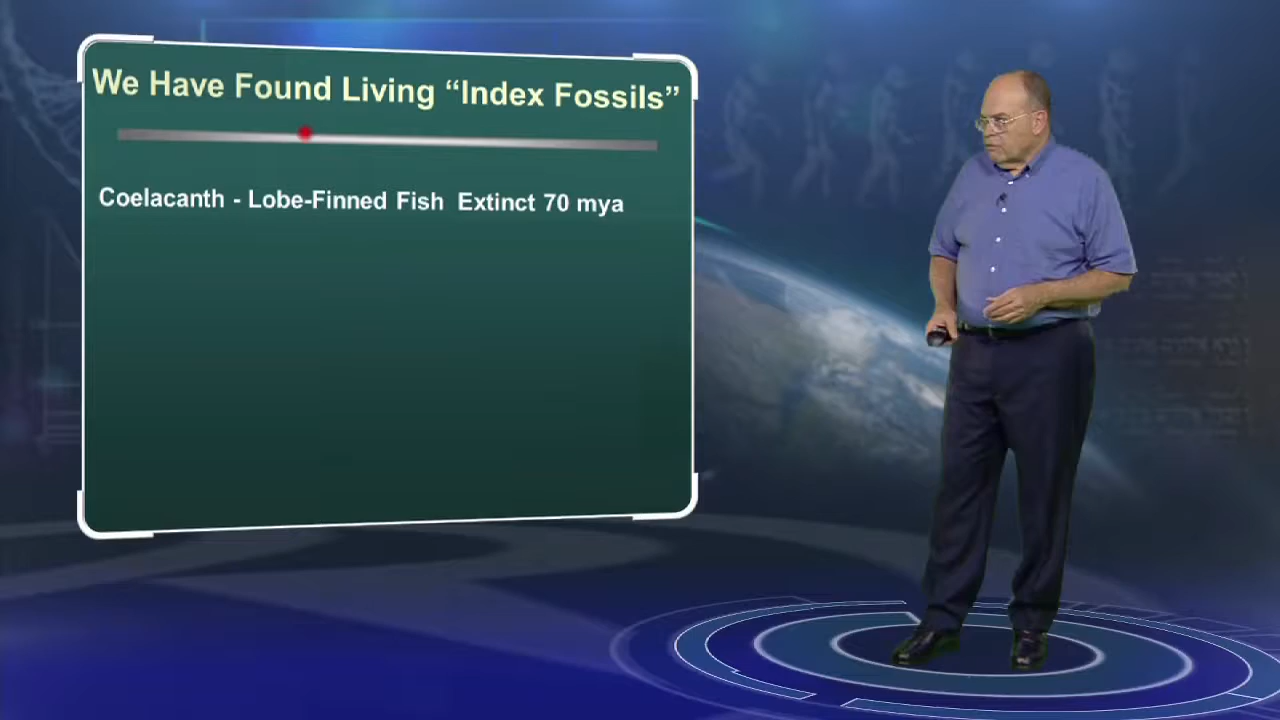 We Have Found Living “Index Fossils”
Coelacanth - Lobe-Finned Fish Extinct 70 mya